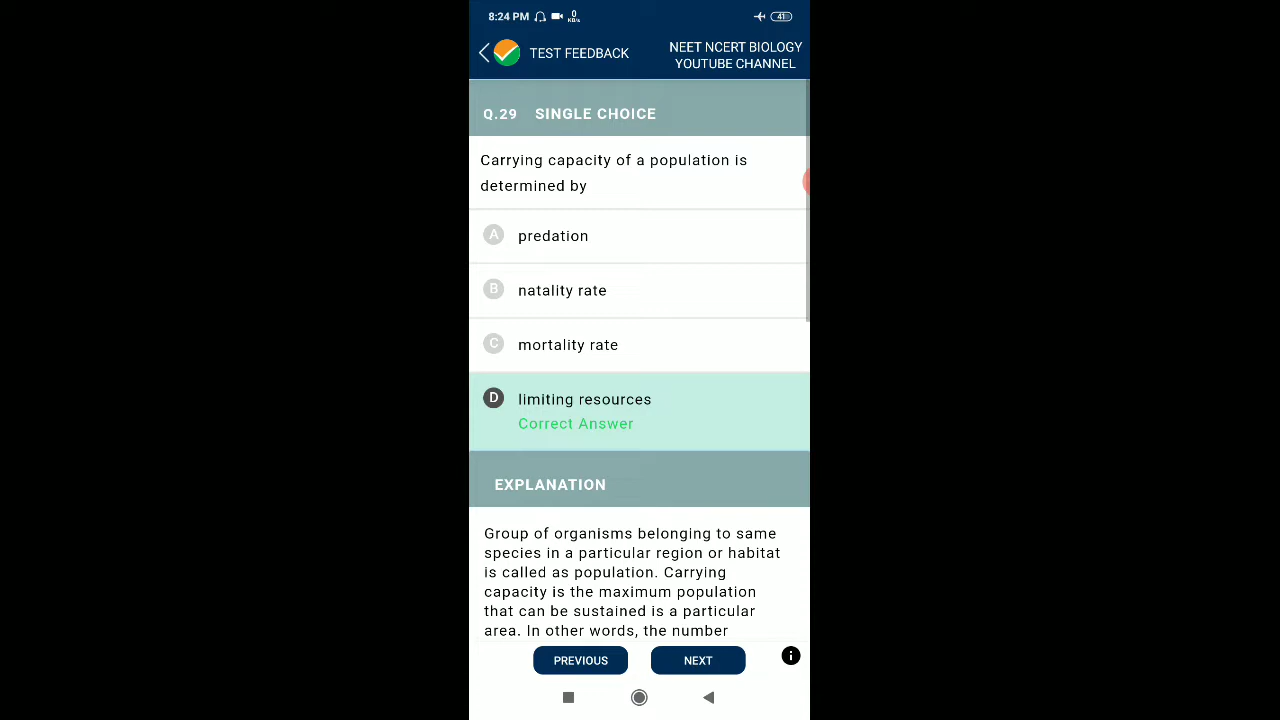 8:24 PM 0 KB/s 41
TEST FEEDBACK
NEET NCERT BIOLOGY
YOUTUBE CHANNEL
Q.29 SINGLE CHOICE
Carrying capacity of a population is
determined by
A predation
B natality rate
C mortality rate
D limiting resources
Correct Answer
EXPLANATION
Group of organisms belonging to same
species in a particular region or habitat
is called as population. Carrying
capacity is the maximum population
that can be sustained is a particular
area. In other words, the number
PREVIOUS NEXT